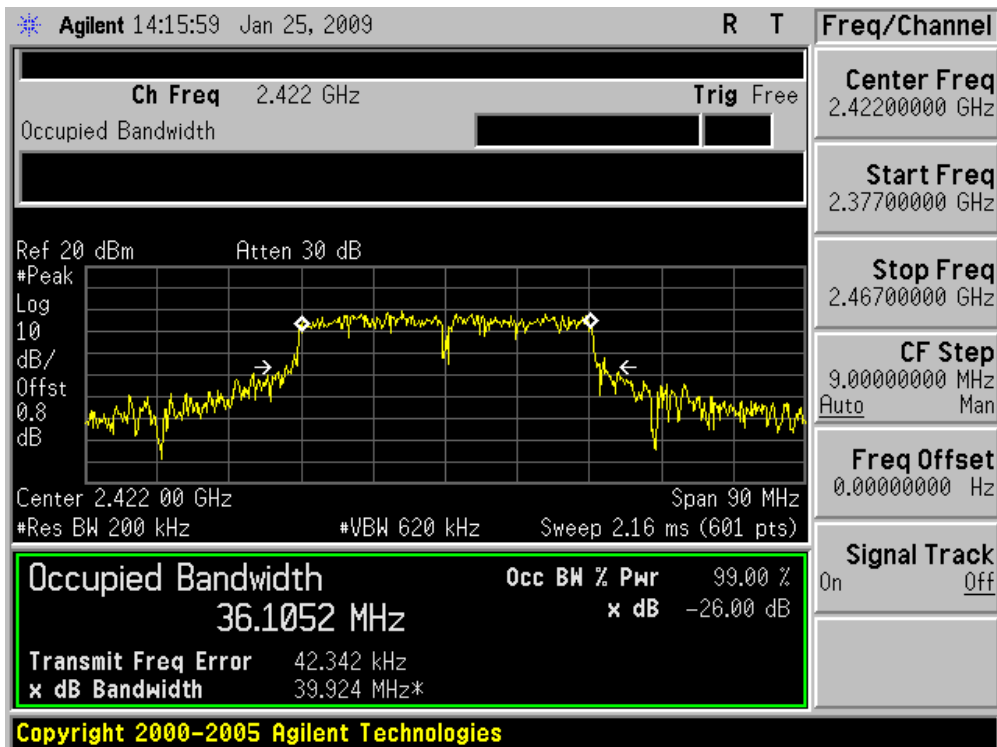 Agilent 14:15:59 Jan 25, 2009 R T
Freq/Channel
Ch Freq 2.422 GHz Trig Free
Occupied Bandwidth
Center Freq
2.42200000 GHz
Start Freq
2.37700000 GHz
Stop Freq
2.46700000 GHz
CF Step
9.00000000 MHz
Auto Man
Freq Offset
0.00000000 Hz
Signal Track
On Off
Ref 20 dBm Atten 30 dB
#Peak
Log
10
dB/
Offst
0.8
dB
Center 2.422 00 GHz Span 90 MHz
#Res BW 200 kHz #VBW 620 kHz Sweep 2.16 ms (601 pts)
Occupied Bandwidth Occ BW % Pwr 99.00 %
36.1052 MHz x dB -26.00 dB
Transmit Freq Error 42.342 kHz
x dB Bandwidth 39.924 MHz*
Copyright 2000-2005 Agilent Technologies